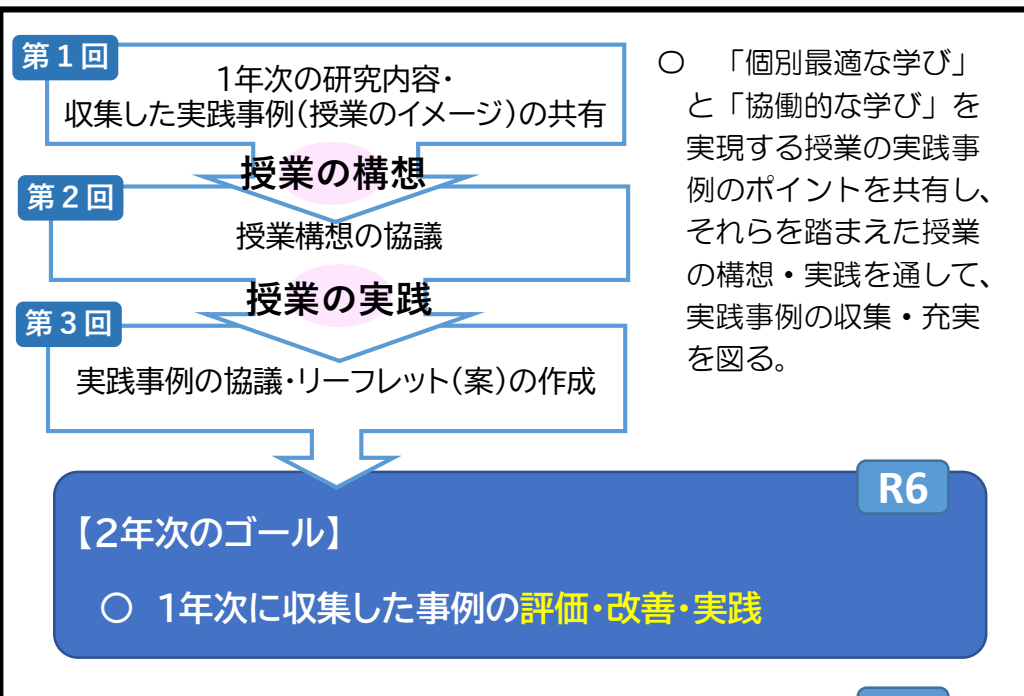 第1回
1年次の研究内容・
収集した実践事例(授業のイメージ)の共有
授業の構想
第2回
授業構想の協議
授業の実践
第3回
実践事例の協議・リーフレット(案)の作成
○ 「個別最適な学び」
と「協働的な学び」を
実現する授業の実践事
例のポイントを共有し、
それらを踏まえた授業
の構想・実践を通して、
実践事例の収集・充実
を図る。
R6
【2年次のゴール】
○ 1年次に収集した事例の評価・改善・実践